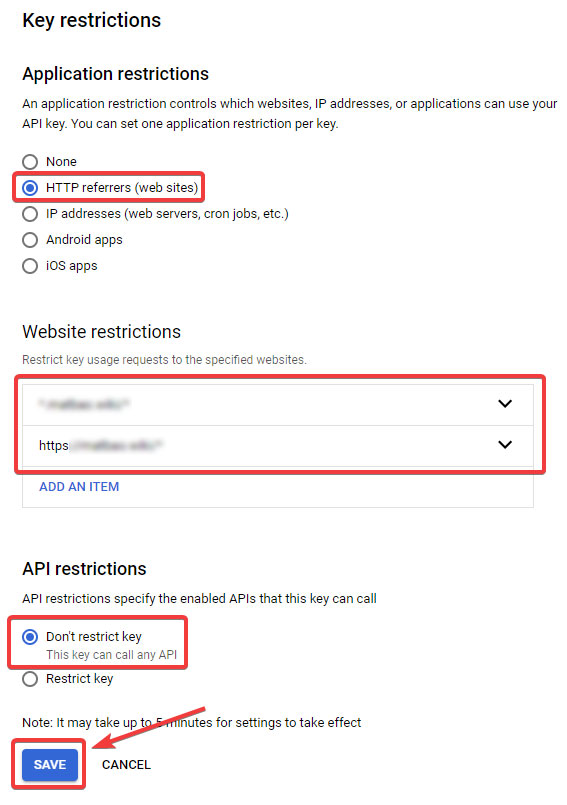 Key restrictions
Application restrictions
An application restriction controls which websites, IP addresses, or applications can use your
API key. You can set one application restriction per key.
None
HTTP referrers (web sites)
IP addresses (web servers, cron jobs, etc.)
Android apps
iOS apps
Website restrictions
Restrict key usage requests to the specified websites.
https
ADD AN ITEM
API restrictions
API restrictions specify the enabled APIs that this key can call
Don't restrict key
This key can call any API
Restrict key
Note: It may take up to 5 minutes for settings to take effect
SAVE CANCEL